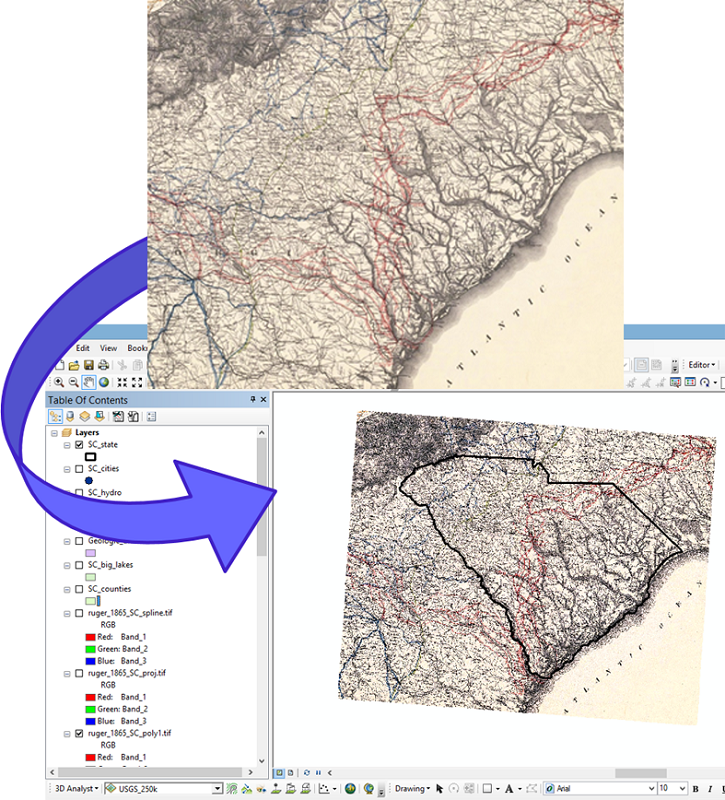 ATLANTIC OCEAN
Edit View Book
Editor
Table Of Contents
Layers
SC_state
SC_cities
SC_hydro
SC_big_lakes
SC_counties
ruger_1865_SC_spline.tif
RGB
Red: Band_1
Green: Band_2
Blue: Band_3
ruger_1865_SC_proj.tif
RGB
Red: Band_1
Green: Band_2
Blue: Band_3
ruger_1865_SC_poly1.tif
RGB
Red: Band_1
ATLANTIC OCEAN
3D Analyst USGS_250k Drawing A Arial 10 B I